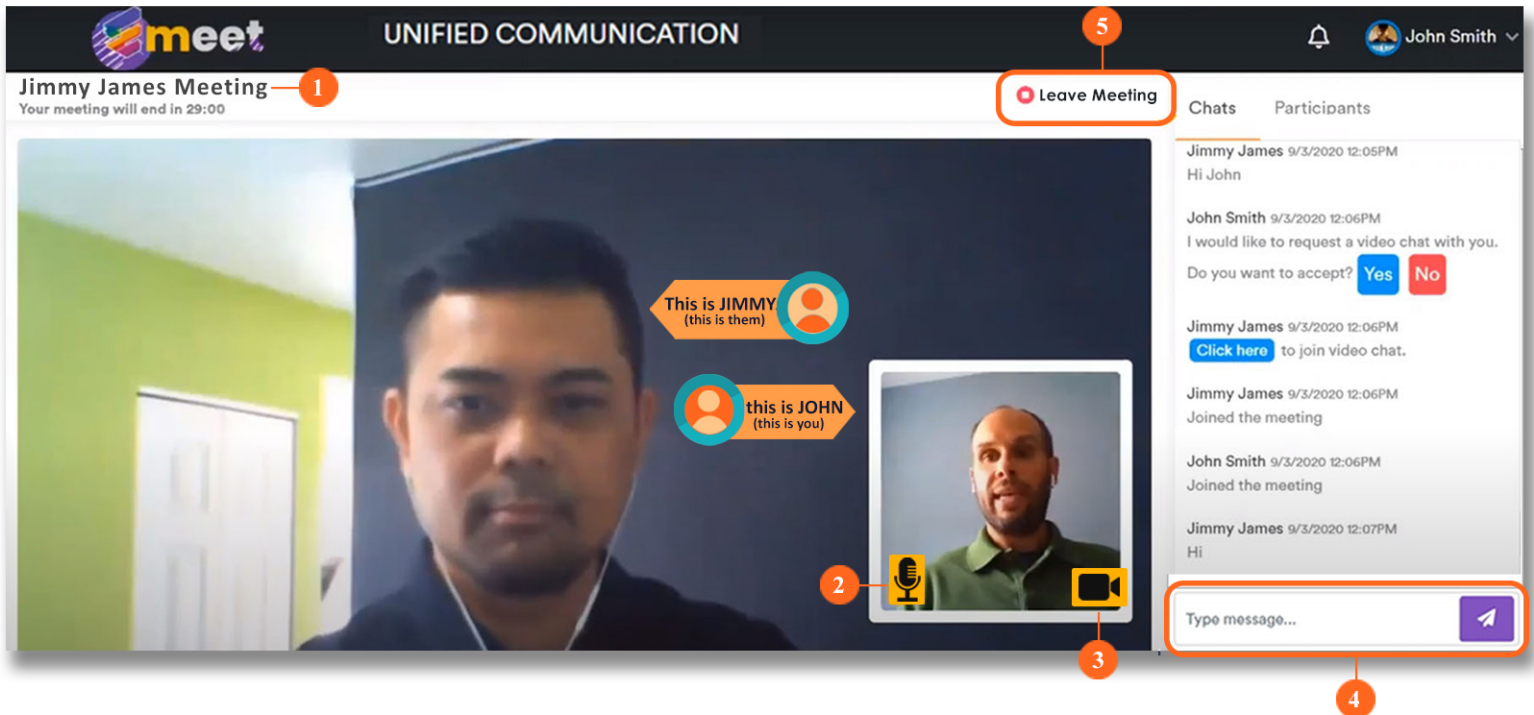 emeet
UNIFIED COMMUNICATION
5
John Smith
Jimmy James Meeting
1
Your meeting will end in 29:00
Leave Meeting
Chats
Participants
Jimmy James 9/3/2020 12:05PM
Hi John
John Smith 9/3/2020 12:06PM
I would like to request a video chat with you.
Do you want to accept? Yes No
Jimmy James 9/3/2020 12:06PM
Click here to join video chat.
Jimmy James 9/3/2020 12:06PM
Joined the meeting
John Smith 9/3/2020 12:06PM
Joined the meeting
Jimmy James 9/3/2020 12:07PM
Hi
Type message...
This is JIMMY
(this is them)
this is JOHN
(this is you)
2
3
4